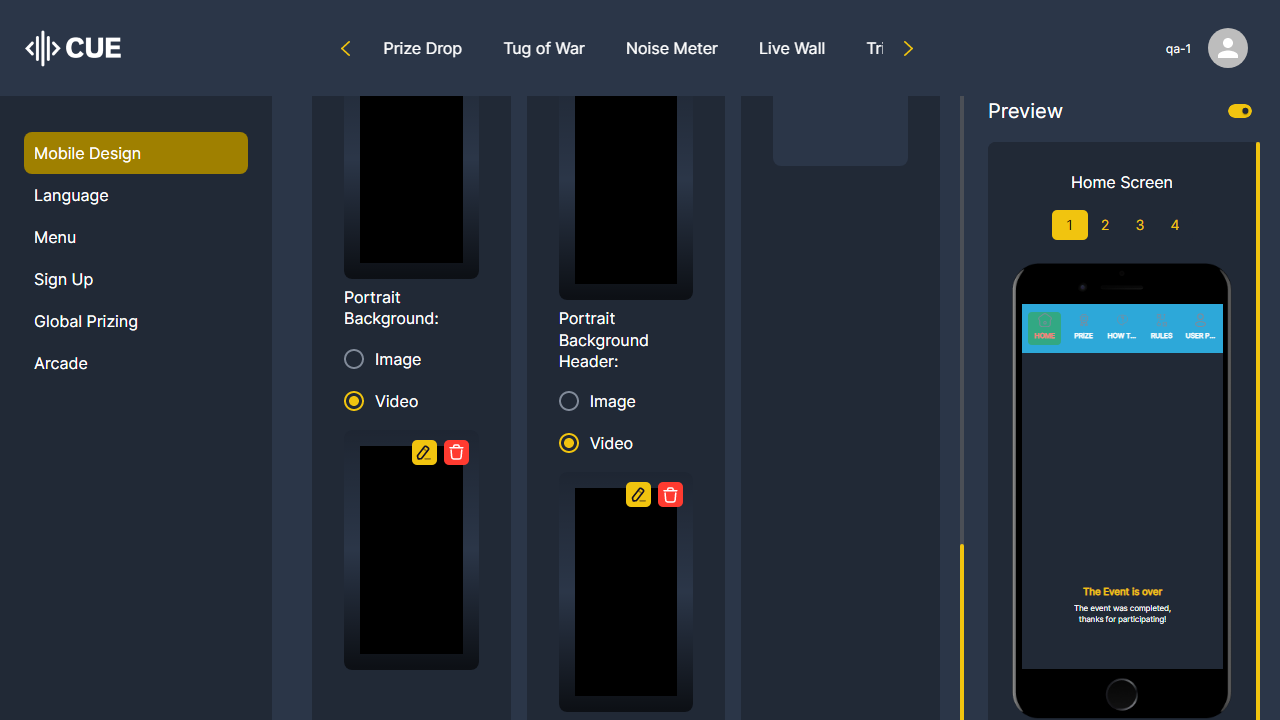 CUE
Prize Drop
Tug of War
Noise Meter
Live Wall
Tri
qa-1
Mobile Design
Language
Menu
Sign Up
Global Prizing
Arcade
Portrait
Background:
Image
Video
Portrait
Background
Header:
Image
Video
Preview
Home Screen
1 2 3 4
HOME PRIZE HOW T... RULES USER P...
The Event is over
The event was completed,
thanks for participating!